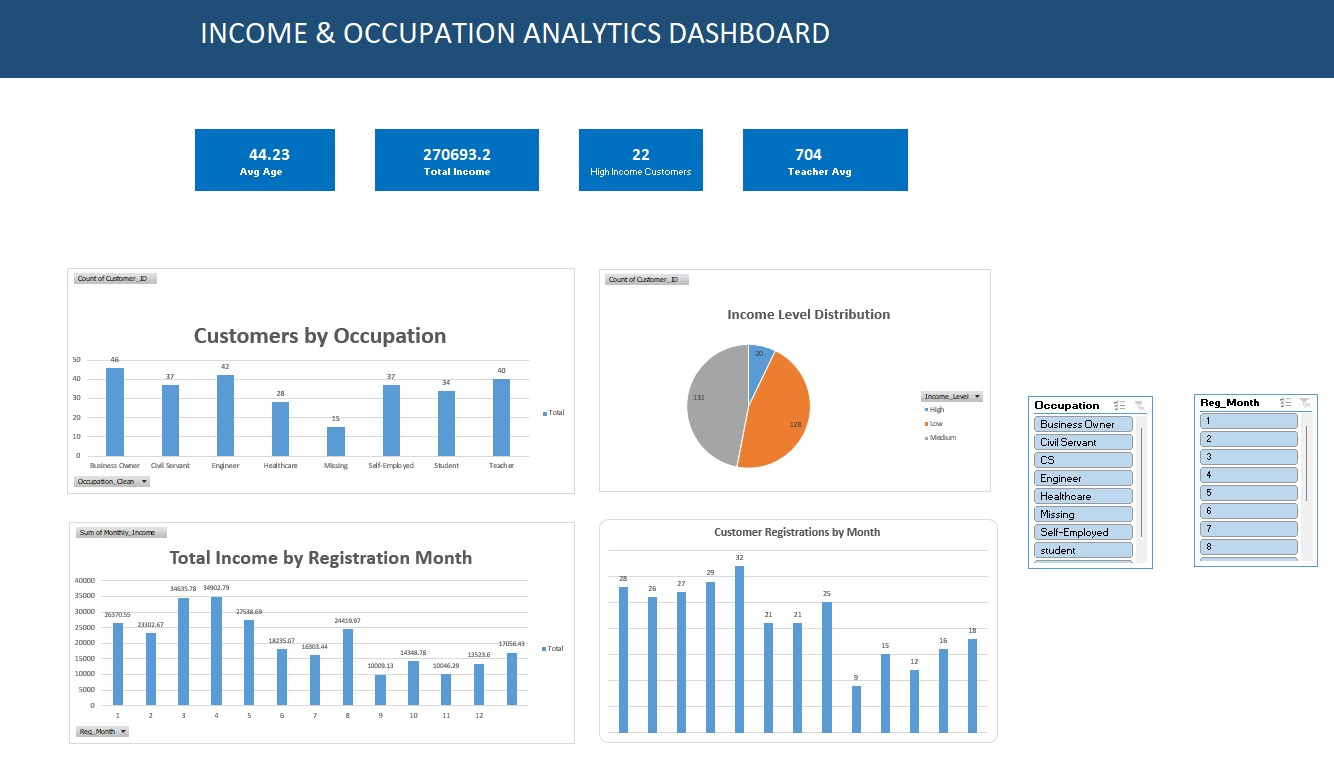 INCOME & OCCUPATION ANALYTICS DASHBOARD
44.23
Avg Age
270693.2
Total Income
22
High Income Customers
704
Teacher Avg
Count of Customer_ID
Customers by Occupation
50
40
30
20
10
0
46
37
42
28
15
37
34
40
Business Owner
Civil Servant
Engineer
Healthcare
Missing
Self-Employed
Student
Teacher
Total
Occupation_Clean
Count of Customer_ID
Income Level Distribution
20
128
131
Income_Level
High
Low
Medium
Occupation
Business Owner
Civil Servant
CS
Engineer
Healthcare
Missing
Self-Employed
student
Reg_Month
1
2
3
4
5
6
7
8
Sum of Monthly_Income
Total Income by Registration Month
40000
35000
30000
25000
20000
15000
10000
5000
0
26370.55
23302.67
34635.78
34902.79
27538.69
18235.07
16303.44
24419.97
10009.13
14348.78
10046.29
13523.6
17056.43
1
2
3
4
5
6
7
8
9
10
11
12
Total
Reg_Month
Customer Registrations by Month
28
26
27
29
32
21
21
25
9
15
12
16
18